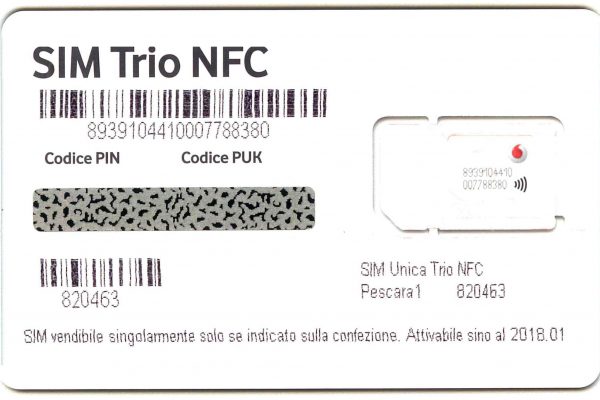 SIM Trio NFC
8939104410007788380
Codice PIN Codice PUK
8939104410
007788380
820463
SIM Unica Trio NFC
Pescara1 820463
SIM vendibile singolarmente solo se indicato sulla confezione. Attivabile sino al 2018.01